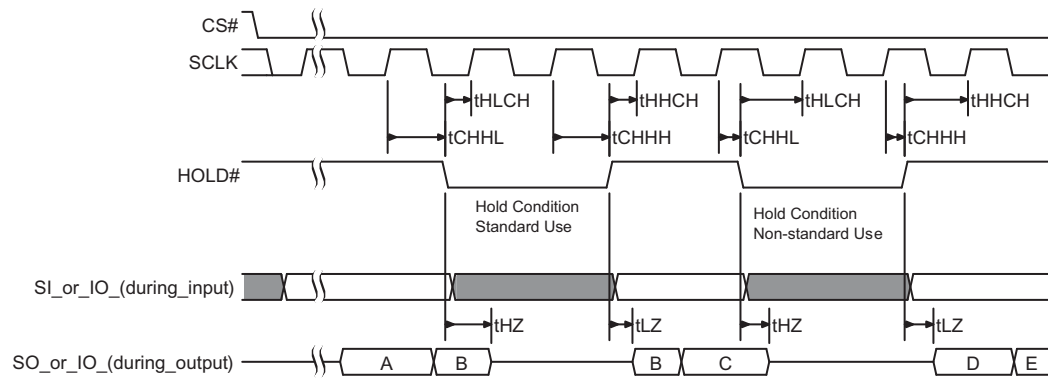 CS#
SCLK
tHLCH tHHCH tHLCH tHHCH
tCHHL tCHHH tCHHL tCHHH
HOLD#
Hold Condition
Standard Use
Hold Condition
Non-standard Use
SI_or_IO_(during_input)
tHZ tLZ tHZ tLZ
SO_or_IO_(during_output) A B B C D E